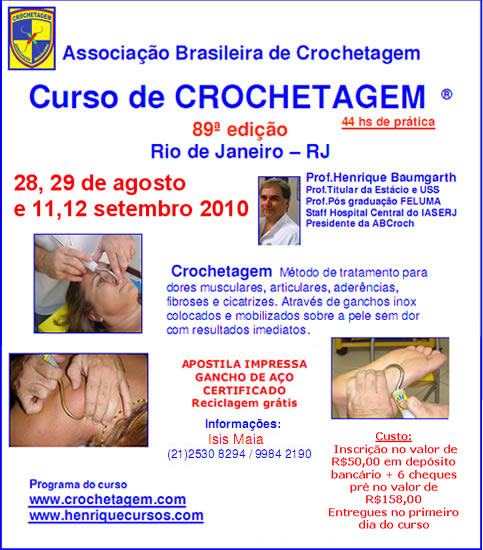 CROCHETAGEM
Associação Brasileira de Crochetagem
Curso de CROCHETAGEM ®
44 hs de prática
89ª edição
Rio de Janeiro – RJ
28, 29 de agosto
e 11,12 setembro 2010
Prof.Henrique Baumgarth
Prof.Titular da Estácio e USS
Prof.Pós graduação FELUMA
Staff Hospital Central do IASERJ
Presidente da ABCroch
Crochetagem Método de tratamento para
dores musculares, articulares, aderências,
fibroses e cicatrizes. Através de ganchos inox
colocados e mobilizados sobre a pele sem dor
com resultados imediatos.
APOSTILA IMPRESSA
GANCHO DE AÇO
CERTIFICADO
Reciclagem grátis
Informações:
Isis Maia
(21)2530 8294 / 9984 2190
Custo:
Inscrição no valor de
R$50,00 em depósito
bancário + 6 cheques
pré no valor de
R$158,00
Entregues no primeiro
dia do curso
Programa do curso
www.crochetagem.com
www.henriquecursos.com